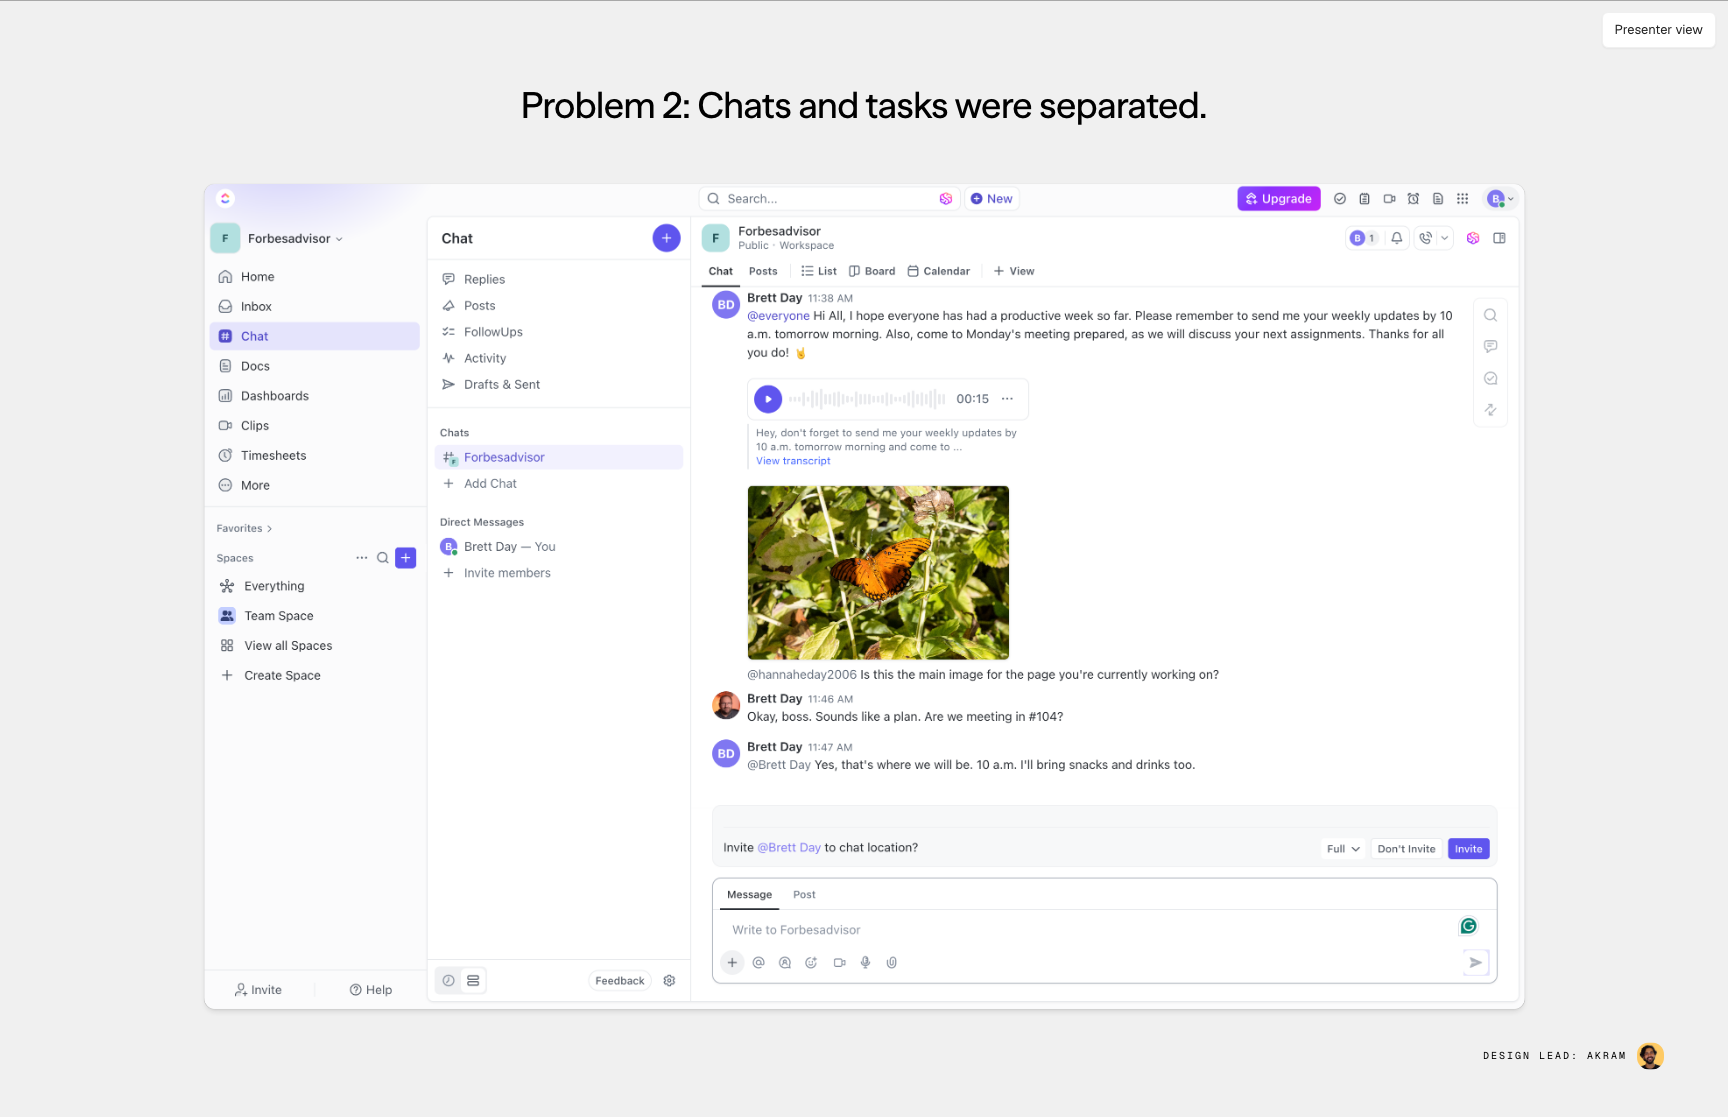 Presenter view
Problem 2: Chats and tasks were separated.
Search...
New
Upgrade
B
F
Forbesadvisor
Home
Inbox
Chat
Docs
Dashboards
Clips
Timesheets
More
Favorites
Spaces
Everything
Team Space
View all Spaces
Create Space
Invite
Help
Chat
Replies
Posts
FollowUps
Activity
Drafts & Sent
Chats
F
Forbesadvisor
Add Chat
Direct Messages
B
Brett Day — You
Invite members
Feedback
F
Forbesadvisor
Public · Workspace
B 1
Chat
Posts
List
Board
Calendar
View
BD
Brett Day 11:38 AM
@everyone Hi All, I hope everyone has had a productive week so far. Please remember to send me your weekly updates by 10
a.m. tomorrow morning. Also, come to Monday's meeting prepared, as we will discuss your next assignments. Thanks for all
you do! 🤘
00:15
Hey, don't forget to send me your weekly updates by
10 a.m. tomorrow morning and come to ...
View transcript
@hannaheday2006 Is this the main image for the page you're currently working on?
Brett Day 11:46 AM
Okay, boss. Sounds like a plan. Are we meeting in #104?
BD
Brett Day 11:47 AM
@Brett Day Yes, that's where we will be. 10 a.m. I'll bring snacks and drinks too.
Invite @Brett Day to chat location?
Full
Don't Invite
Invite
Message
Post
Write to Forbesadvisor
DESIGN LEAD: AKRAM